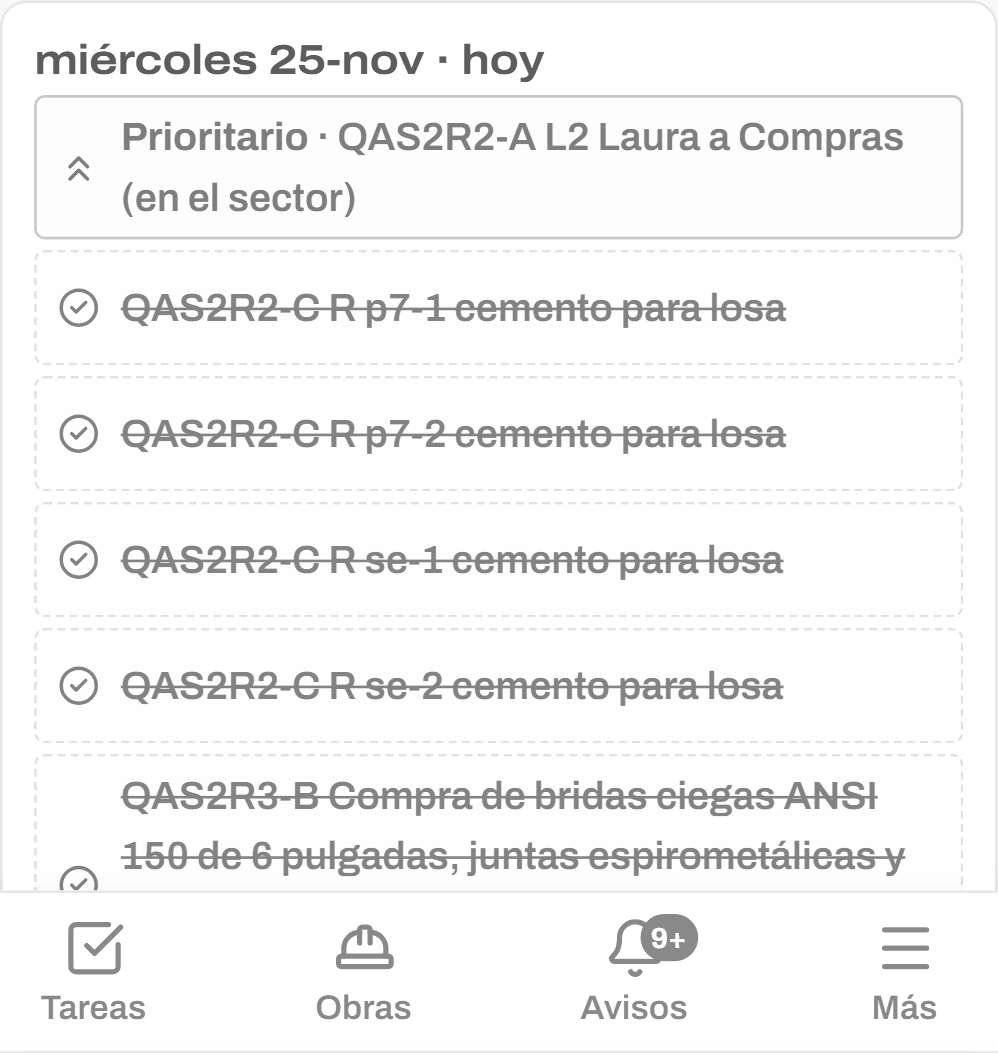 miércoles 25-nov · hoy
Prioritario · QAS2R2-A L2 Laura a Compras
(en el sector)
QAS2R2-C R p7-1 cemento para losa
QAS2R2-C R p7-2 cemento para losa
QAS2R2-C R se-1 cemento para losa
QAS2R2-C R se-2 cemento para losa
QAS2R3-B Compra de bridas ciegas ANSI
150 de 6 pulgadas, juntas espirometálicas y
9+
Tareas Obras Avisos Más